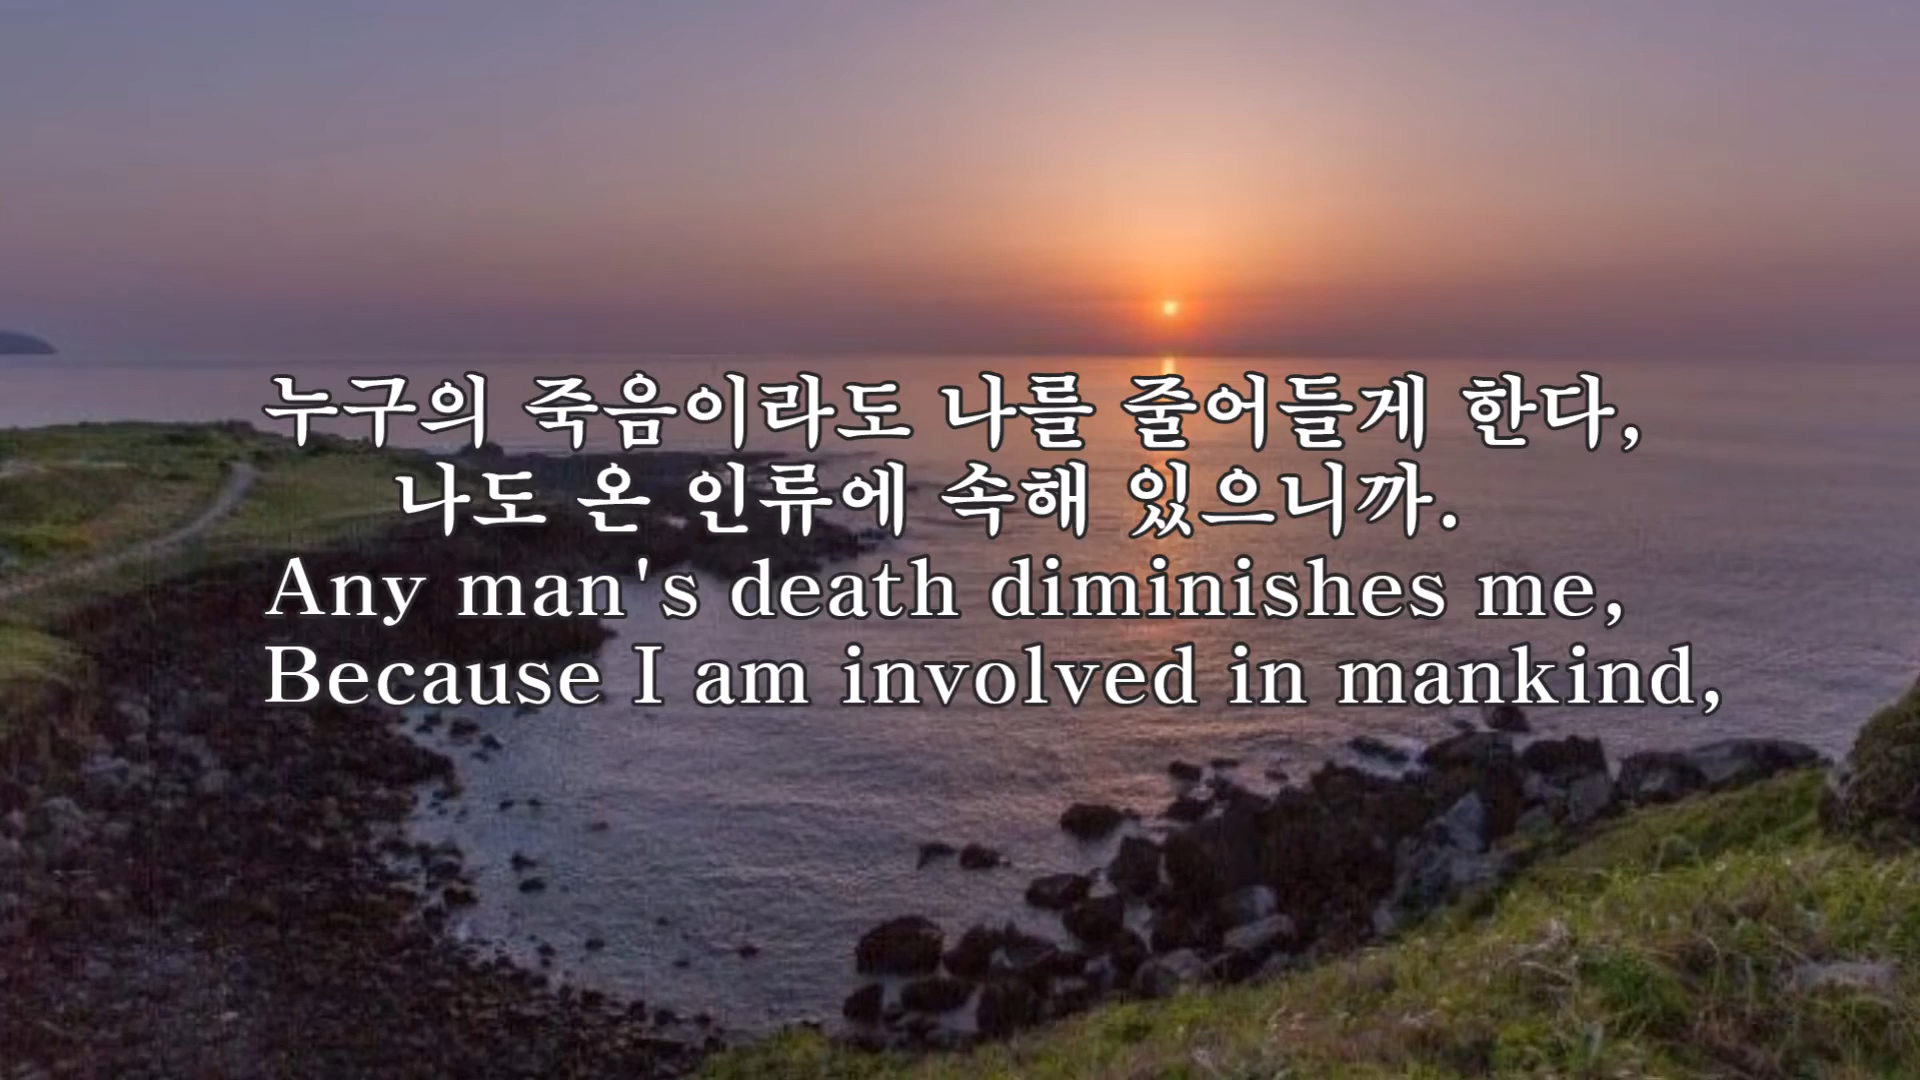 누구의 죽음이라도 나를 줄어들게 한다,
나도 온 인류에 속해 있으니까.
Any man's death diminishes me,
Because I am involved in mankind,